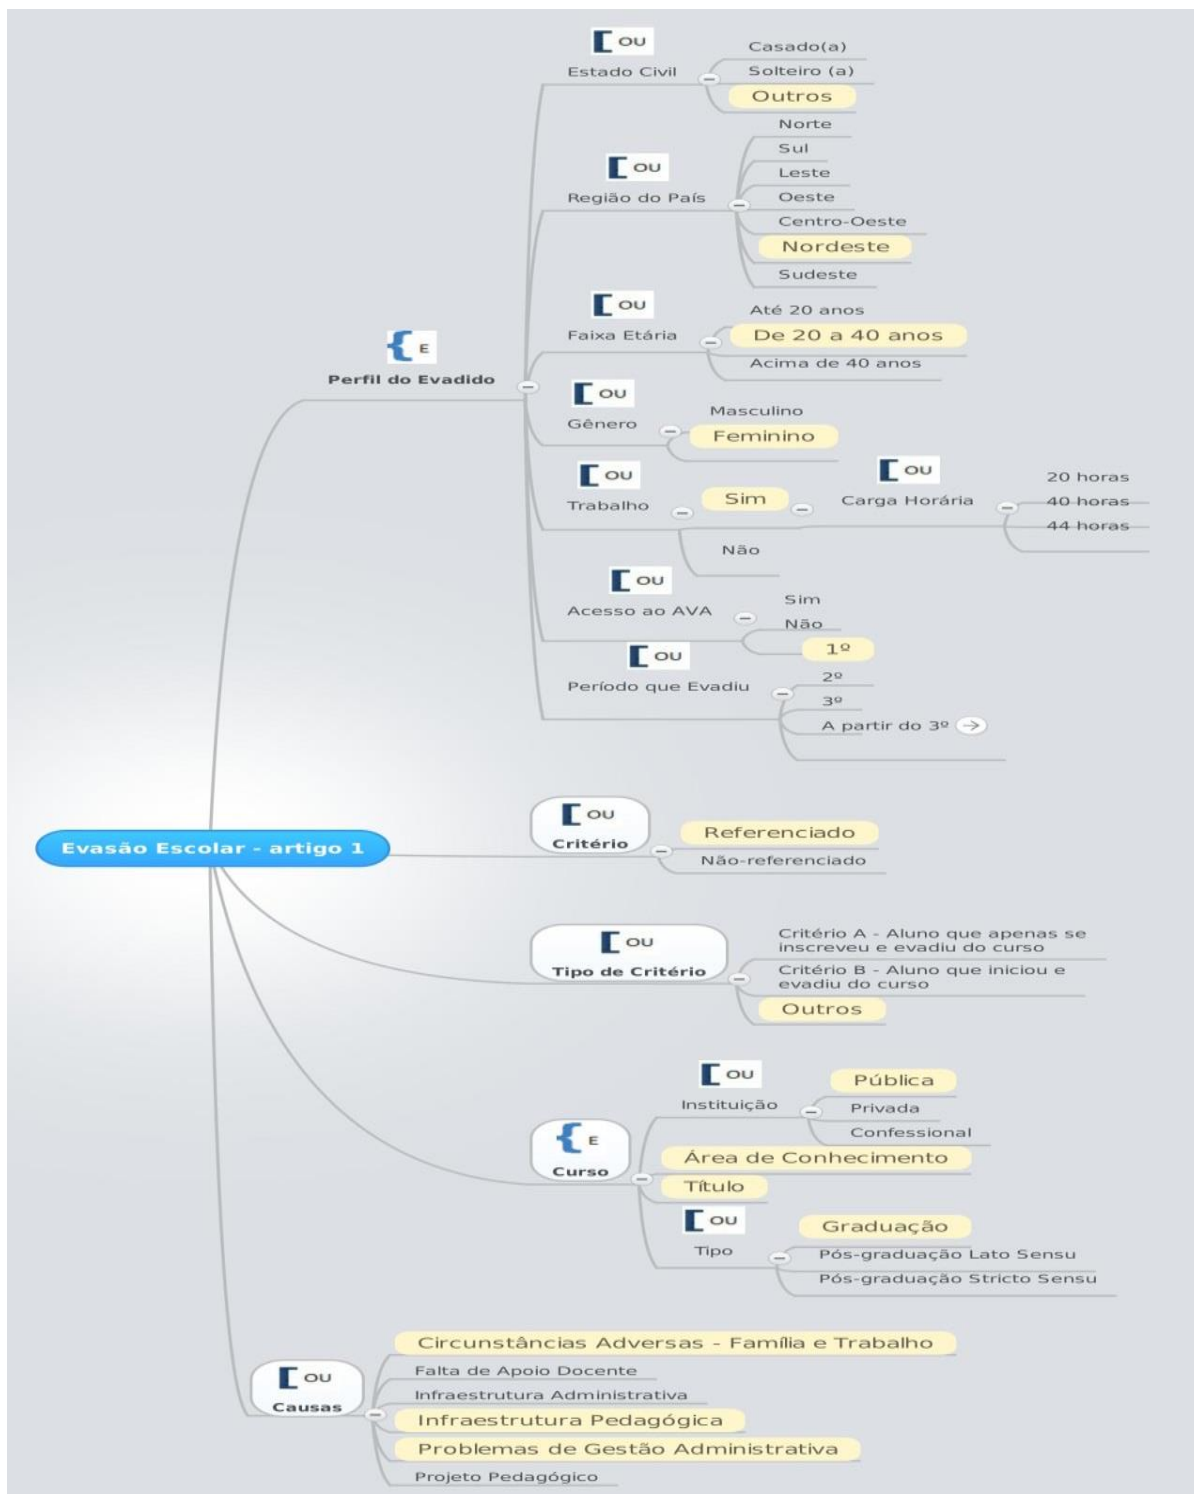 OU
Estado Civil
Casado(a)
Solteiro (a)
Outros
OU
Região do País
Norte
Sul
Leste
Oeste
Centro-Oeste
Nordeste
Sudeste
OU
Faixa Etária
Até 20 anos
De 20 a 40 anos
Acima de 40 anos
E
Perfil do Evadido
OU
Gênero
Masculino
Feminino
OU
Trabalho
Sim
OU
Carga Horária
20 horas
40 horas
44 horas
Não
OU
Acesso ao AVA
Sim
Não
OU
Período que Evadiu
1º
2º
3º
A partir do 3º
Evasão Escolar - artigo 1
OU
Critério
Referenciado
Não-referenciado
OU
Tipo de Critério
Critério A - Aluno que apenas se
inscreveu e evadiu do curso
Critério B - Aluno que iniciou e
evadiu do curso
Outros
E
Curso
OU
Instituição
Pública
Privada
Confessional
Área de Conhecimento
Título
OU
Tipo
Graduação
Pós-graduação Lato Sensu
Pós-graduação Stricto Sensu
OU
Causas
Circunstâncias Adversas - Família e Trabalho
Falta de Apoio Docente
Infraestrutura Administrativa
Infraestrutura Pedagógica
Problemas de Gestão Administrativa
Projeto Pedagógico